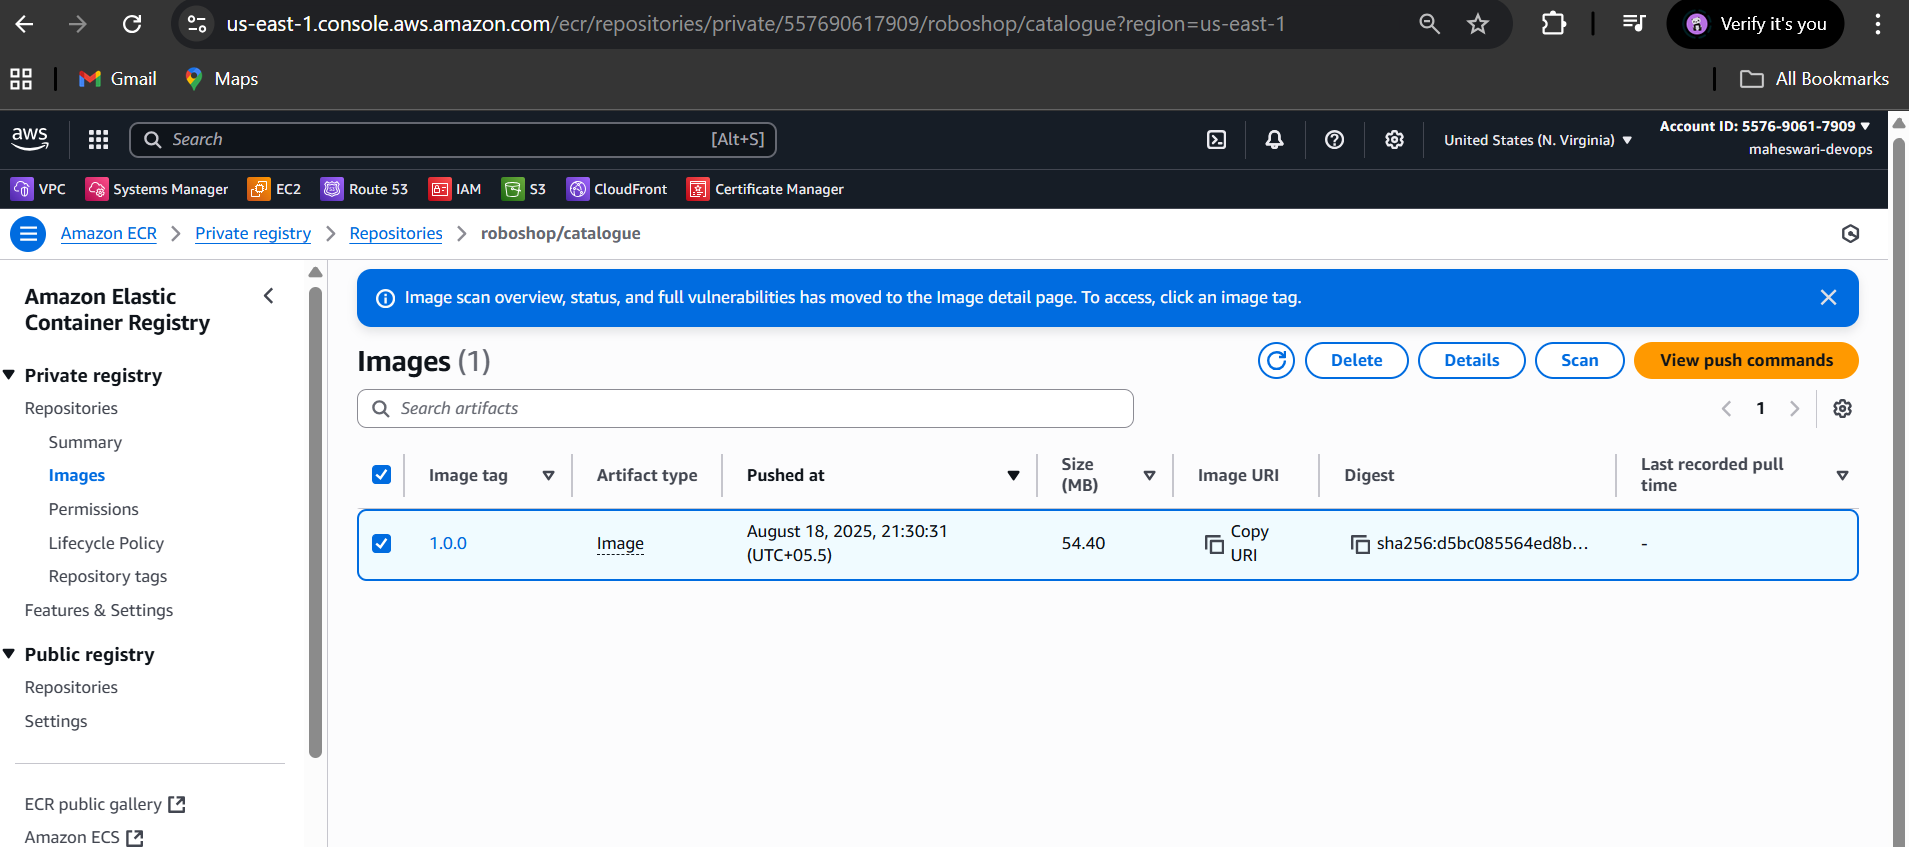 us-east-1.console.aws.amazon.com/ecr/repositories/private/557690617909/roboshop/catalogue?region=us-east-1
Verify it's you
Gmail
Maps
All Bookmarks
aws
Search
[Alt+S]
United States (N. Virginia)
Account ID: 5576-9061-7909
maheswari-devops
VPC
Systems Manager
EC2
Route 53
IAM
S3
CloudFront
Certificate Manager
Amazon ECR
Private registry
Repositories
roboshop/catalogue
Amazon Elastic
Container Registry
Private registry
Repositories
Summary
Images
Permissions
Lifecycle Policy
Repository tags
Features & Settings
Public registry
Repositories
Settings
ECR public gallery
Amazon ECS
Image scan overview, status, and full vulnerabilities has moved to the Image detail page. To access, click an image tag.
Images (1)
Delete
Details
Scan
View push commands
Search artifacts
1
Image tag
Artifact type
Pushed at
Size
(MB)
Image URI
Digest
Last recorded pull
time
1.0.0
Image
August 18, 2025, 21:30:31
(UTC+05.5)
54.40
Copy
URI
sha256:d5bc085564ed8b...
-